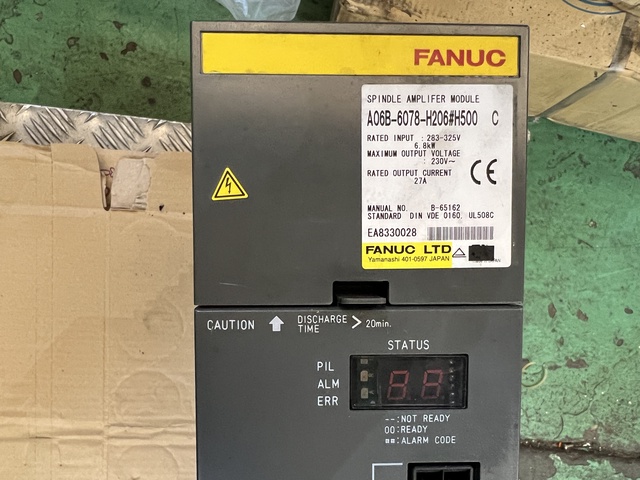 FANUC
SPINDLE AMPLIFER MODULE
A06B-6078-H206#H500 C
RATED INPUT : 283-325V
6.8kW
MAXIMUM OUTPUT VOLTAGE
: 230V~
RATED OUTPUT CURRENT
27A
CE
MANUAL NO. B-65162
STANDARD DIN VDE 0160, UL508C
EA8330028
FANUC LTD
Yamanashi 401-0597 JAPAN
CAUTION DISCHARGE TIME > 20min.
STATUS
PIL
ALM
ERR
--:NOT READY
00:READY
##:ALARM CODE